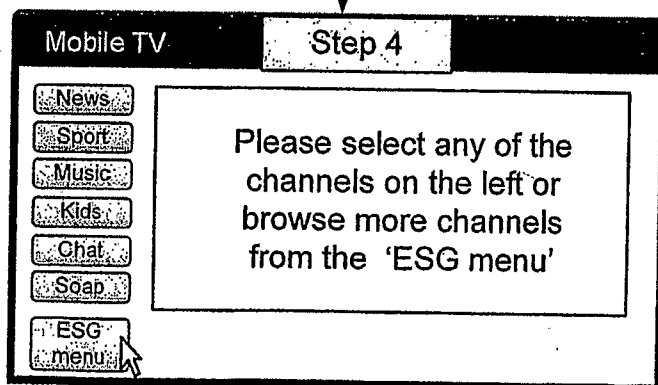 Mobile TV
Step 4
News
Sport
Music
Kids
Chat
Soap
ESG
menu
Please select any of the
channels on the left or
browse more channels
from the 'ESG menu'